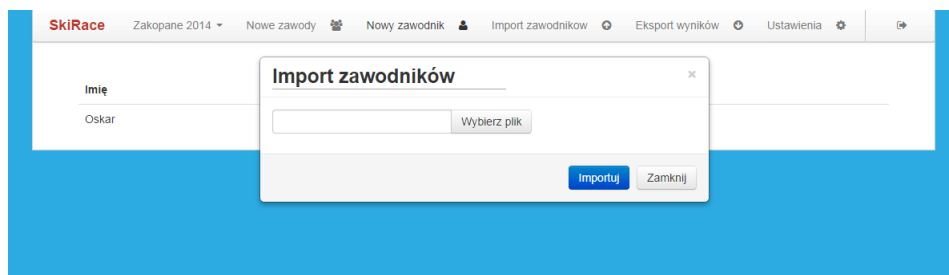 SkiRace Zakopane 2014 Nowe zawody Nowy zawodnik Import zawodnikow Eksport wyników Ustawienia
Import zawodników ×
Imię
Oskar
Wybierz plik
Importuj Zamknij